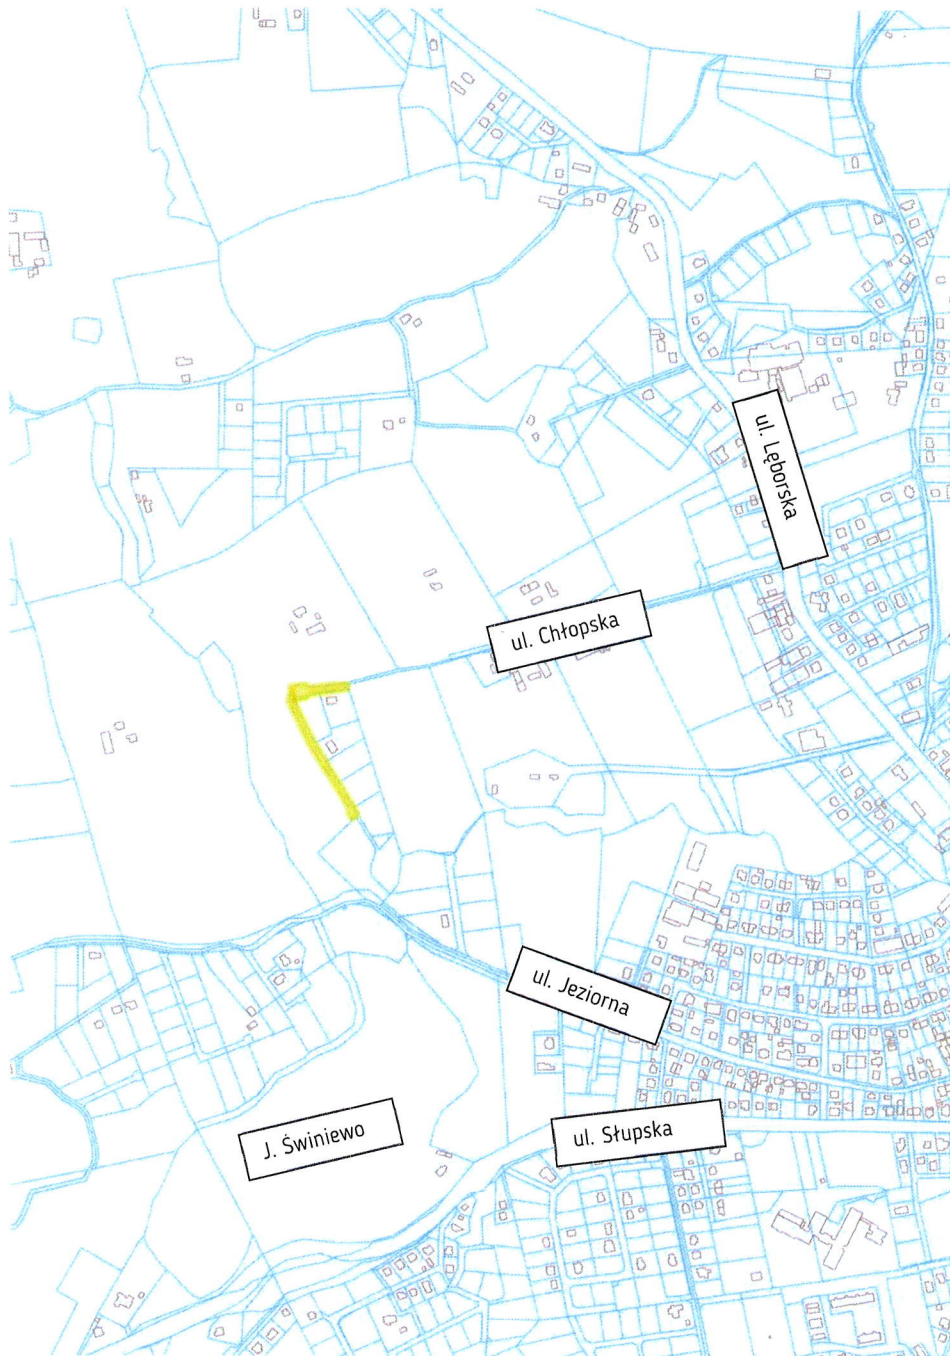 ul. Lęborska
ul. Chłopska
ul. Jeziorna
ul. Słupska
J. Świniewo